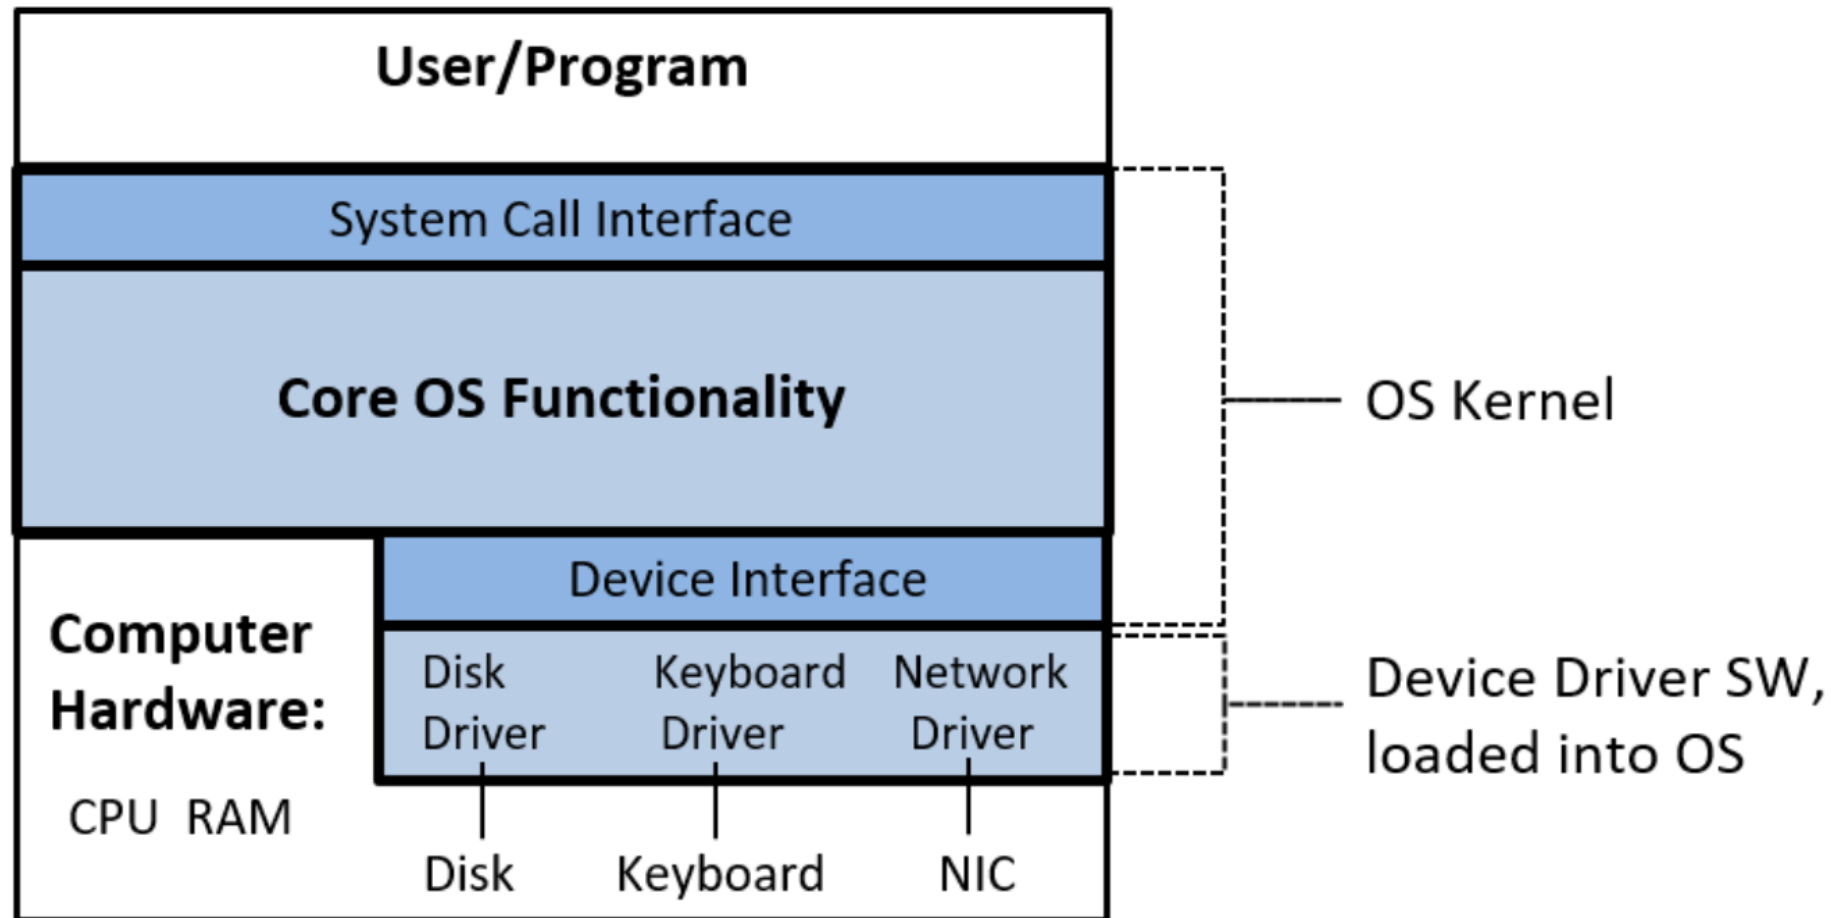 User/Program
System Call Interface
Core OS Functionality
OS Kernel
Device Interface
Computer
Hardware:
CPU RAM
Disk
Driver
Keyboard
Driver
Network
Driver
Device Driver SW,
loaded into OS
Disk
Keyboard
NIC